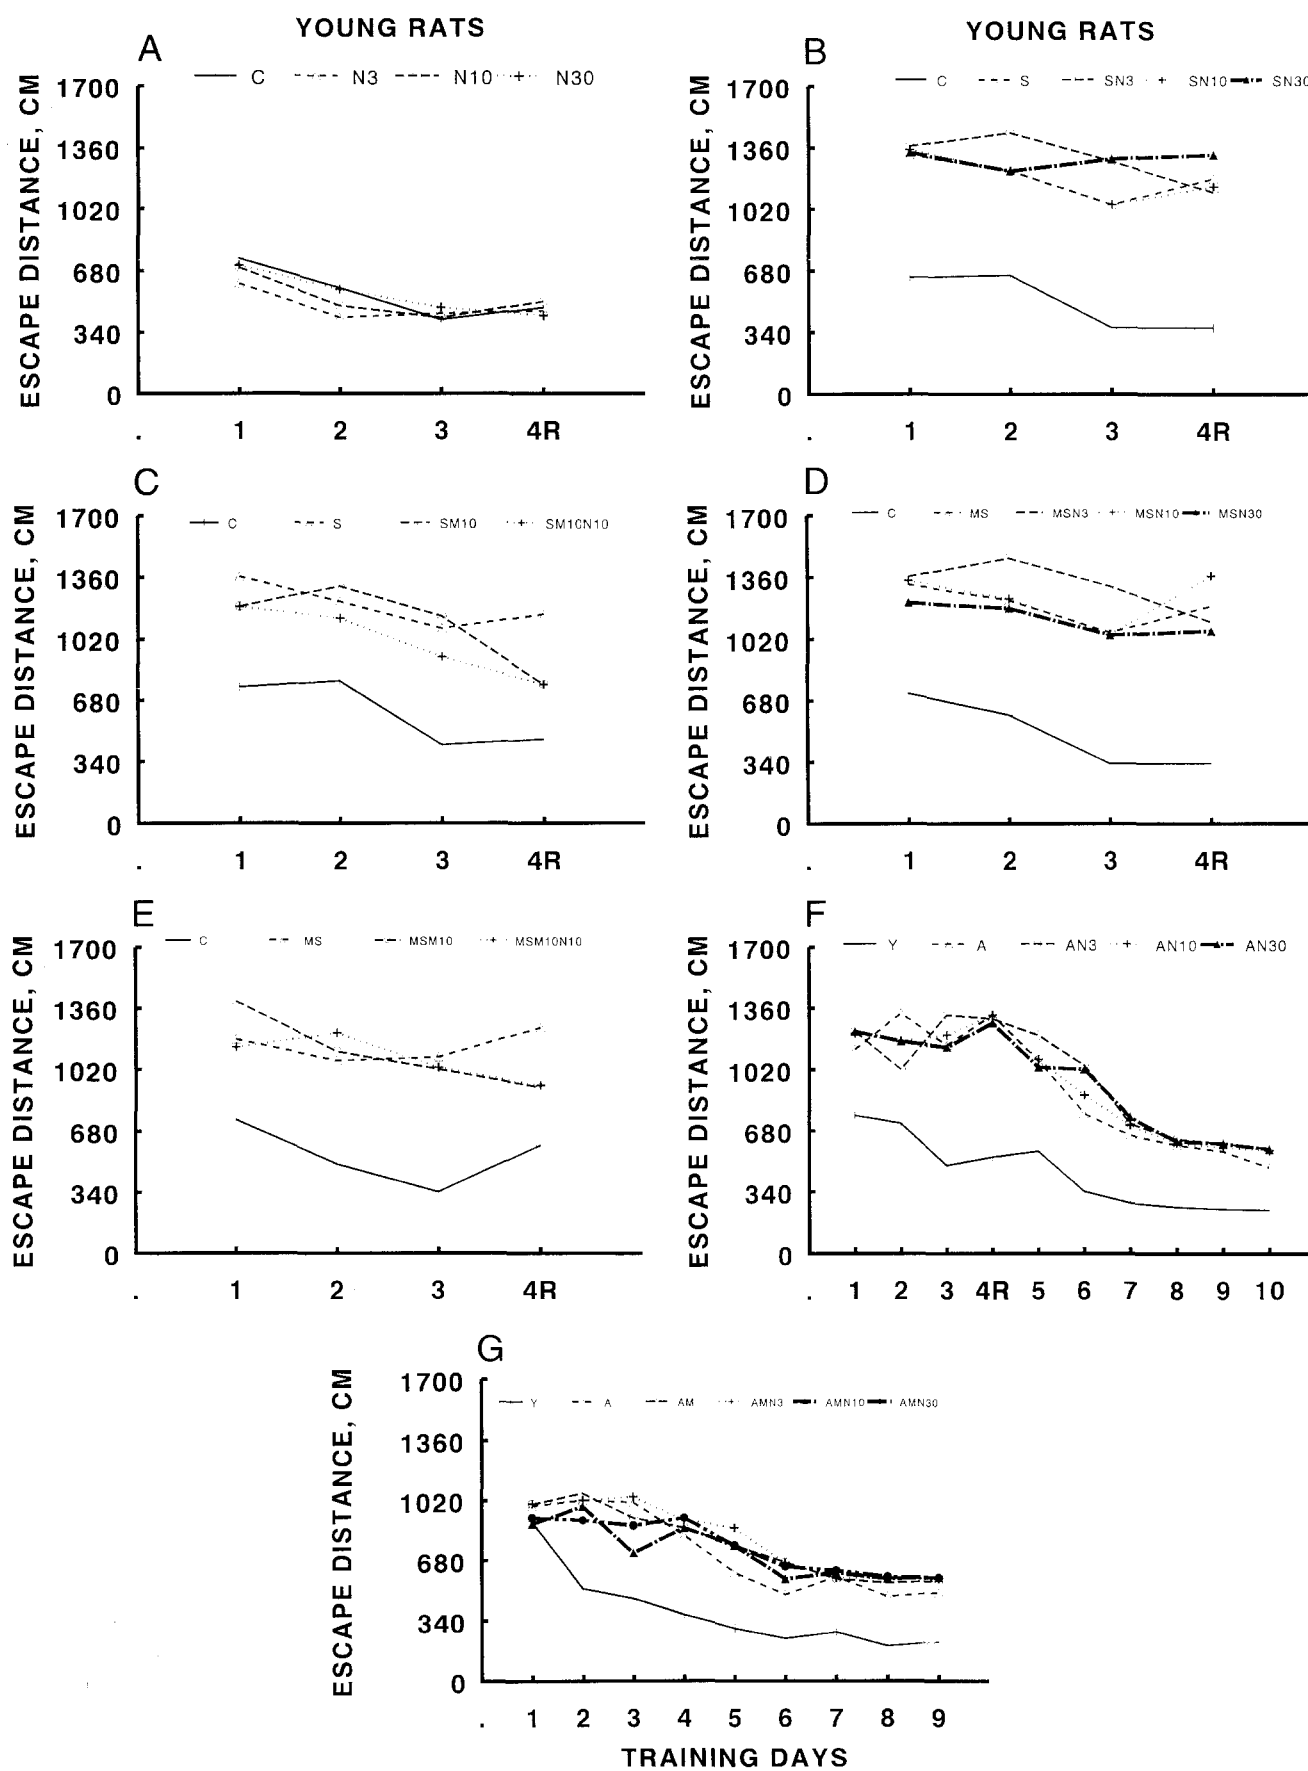 A
YOUNG RATS
C N3 N10 N30
ESCAPE DISTANCE, CM
1700
1360
1020
680
340
0
. 1 2 3 4R
B
YOUNG RATS
C S SN3 SN10 SN30
ESCAPE DISTANCE, CM
1700
1360
1020
680
340
0
. 1 2 3 4R
C
C S SM10 SM10N10
ESCAPE DISTANCE, CM
1700
1360
1020
680
340
0
. 1 2 3 4R
D
C MS MSN3 MSN10 MSN30
ESCAPE DISTANCE, CM
1700
1360
1020
680
340
0
. 1 2 3 4R
E
C MS MSM10 MSM10N10
ESCAPE DISTANCE, CM
1700
1360
1020
680
340
0
. 1 2 3 4R
F
Y A AN3 AN10 AN30
ESCAPE DISTANCE, CM
1700
1360
1020
680
340
0
. 1 2 3 4R 5 6 7 8 9 10
G
Y A AM AMN3 AMN10 AMN30
ESCAPE DISTANCE, CM
1700
1360
1020
680
340
0
. 1 2 3 4 5 6 7 8 9
TRAINING DAYS